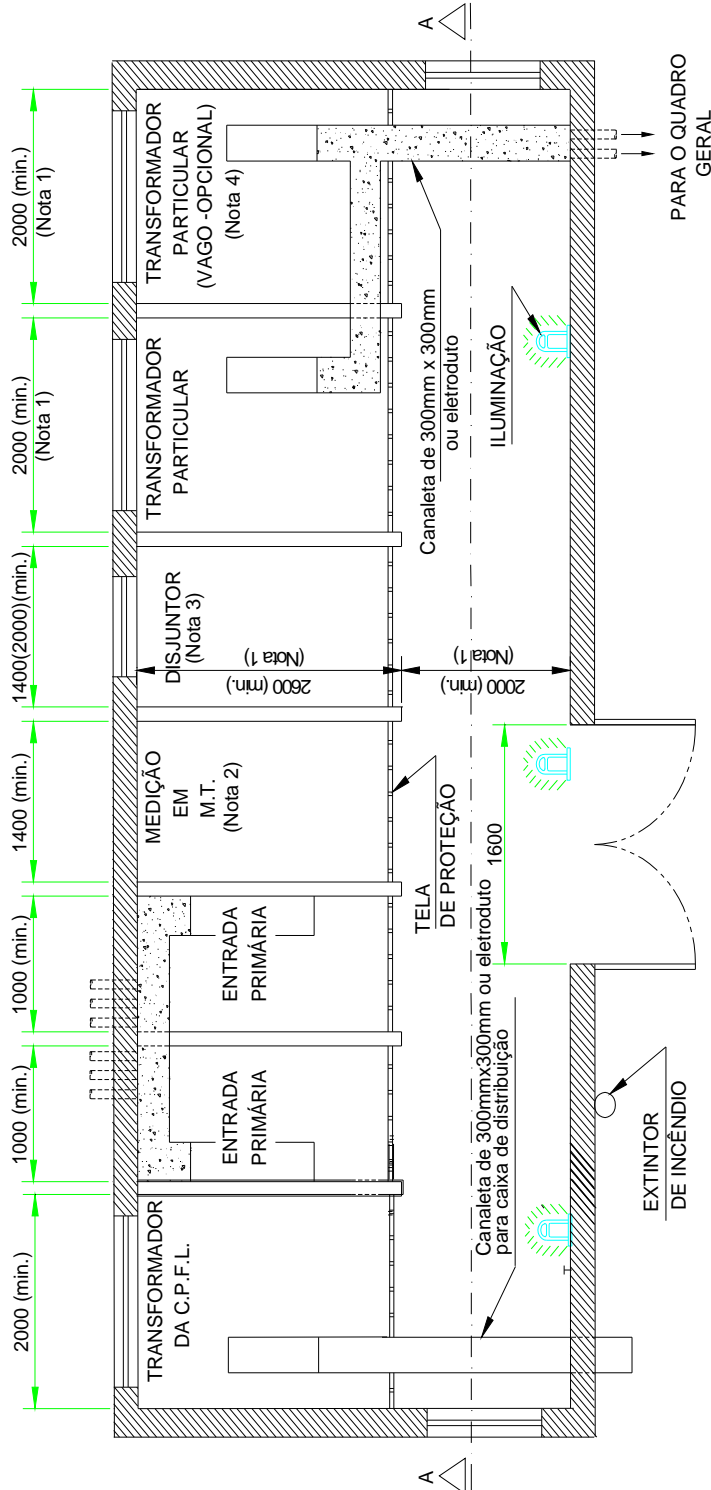 2000 (min.)
1000 (min.)
1000 (min.)
1400 (min.)
1400(2000)(min.)
2000 (min.)
(Nota 1)
2000 (min.)
(Nota 1)
TRANSFORMADOR
DA C.P.F.L.
ENTRADA
PRIMÁRIA
ENTRADA
PRIMÁRIA
MEDIÇÃO
EM
M.T.
(Nota 2)
DISJUNTOR
(Nota 3)
TRANSFORMADOR
PARTICULAR
TRANSFORMADOR
PARTICULAR
(VAGO -OPCIONAL)
(Nota 4)
2600 (min.)
(Nota 1)
2000 (min.)
(Nota 1)
TELA
DE PROTEÇÃO
Canaleta de 300mm x 300mm
ou eletroduto
A
A
Canaleta de 300mmx300mm ou eletroduto
para caixa de distribuição
1600
ILUMINAÇÃO
T
EXTINTOR
DE INCÊNDIO
PARA O QUADRO
GERAL